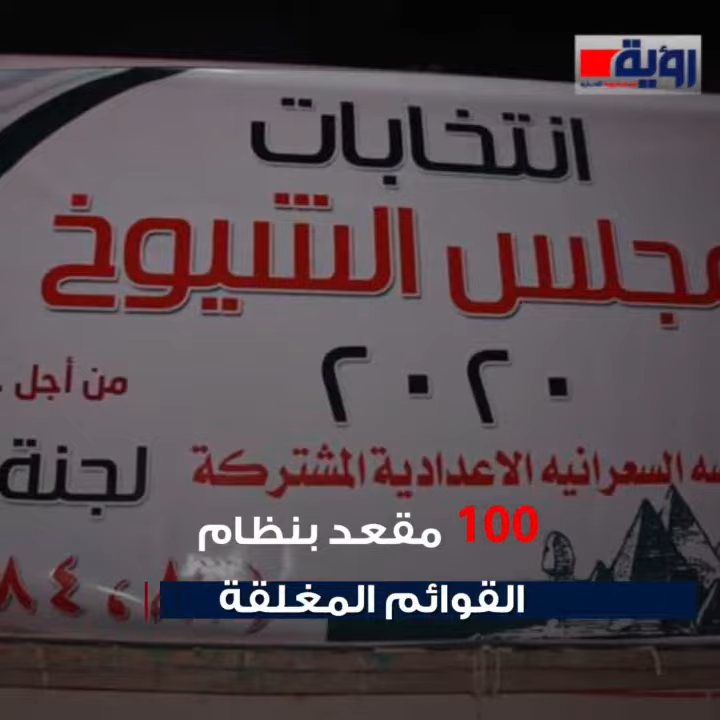 رؤية
انتخابات
مجلس الشيوخ
٢٠٢٠
من أجل
السعرانيه الاعدادية المشتركة
لجنة
100 مقعد بنظام
القوائم المغلقة